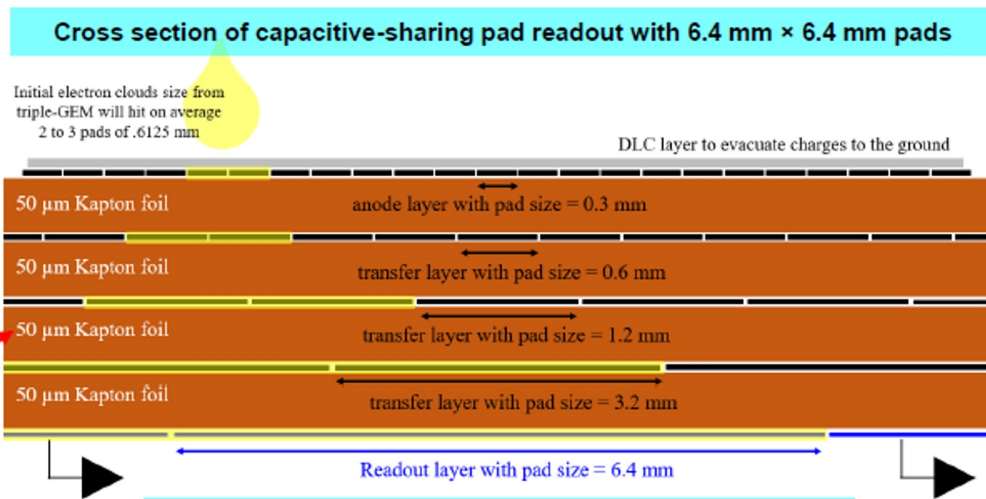 Cross section of capacitive-sharing pad readout with 6.4 mm × 6.4 mm pads
Initial electron clouds size from
triple-GEM will hit on average
2 to 3 pads of .6125 mm
DLC layer to evacuate charges to the ground
50 µm Kapton foil
anode layer with pad size = 0.3 mm
50 µm Kapton foil
transfer layer with pad size = 0.6 mm
50 µm Kapton foil
transfer layer with pad size = 1.2 mm
50 µm Kapton foil
transfer layer with pad size = 3.2 mm
Readout layer with pad size = 6.4 mm